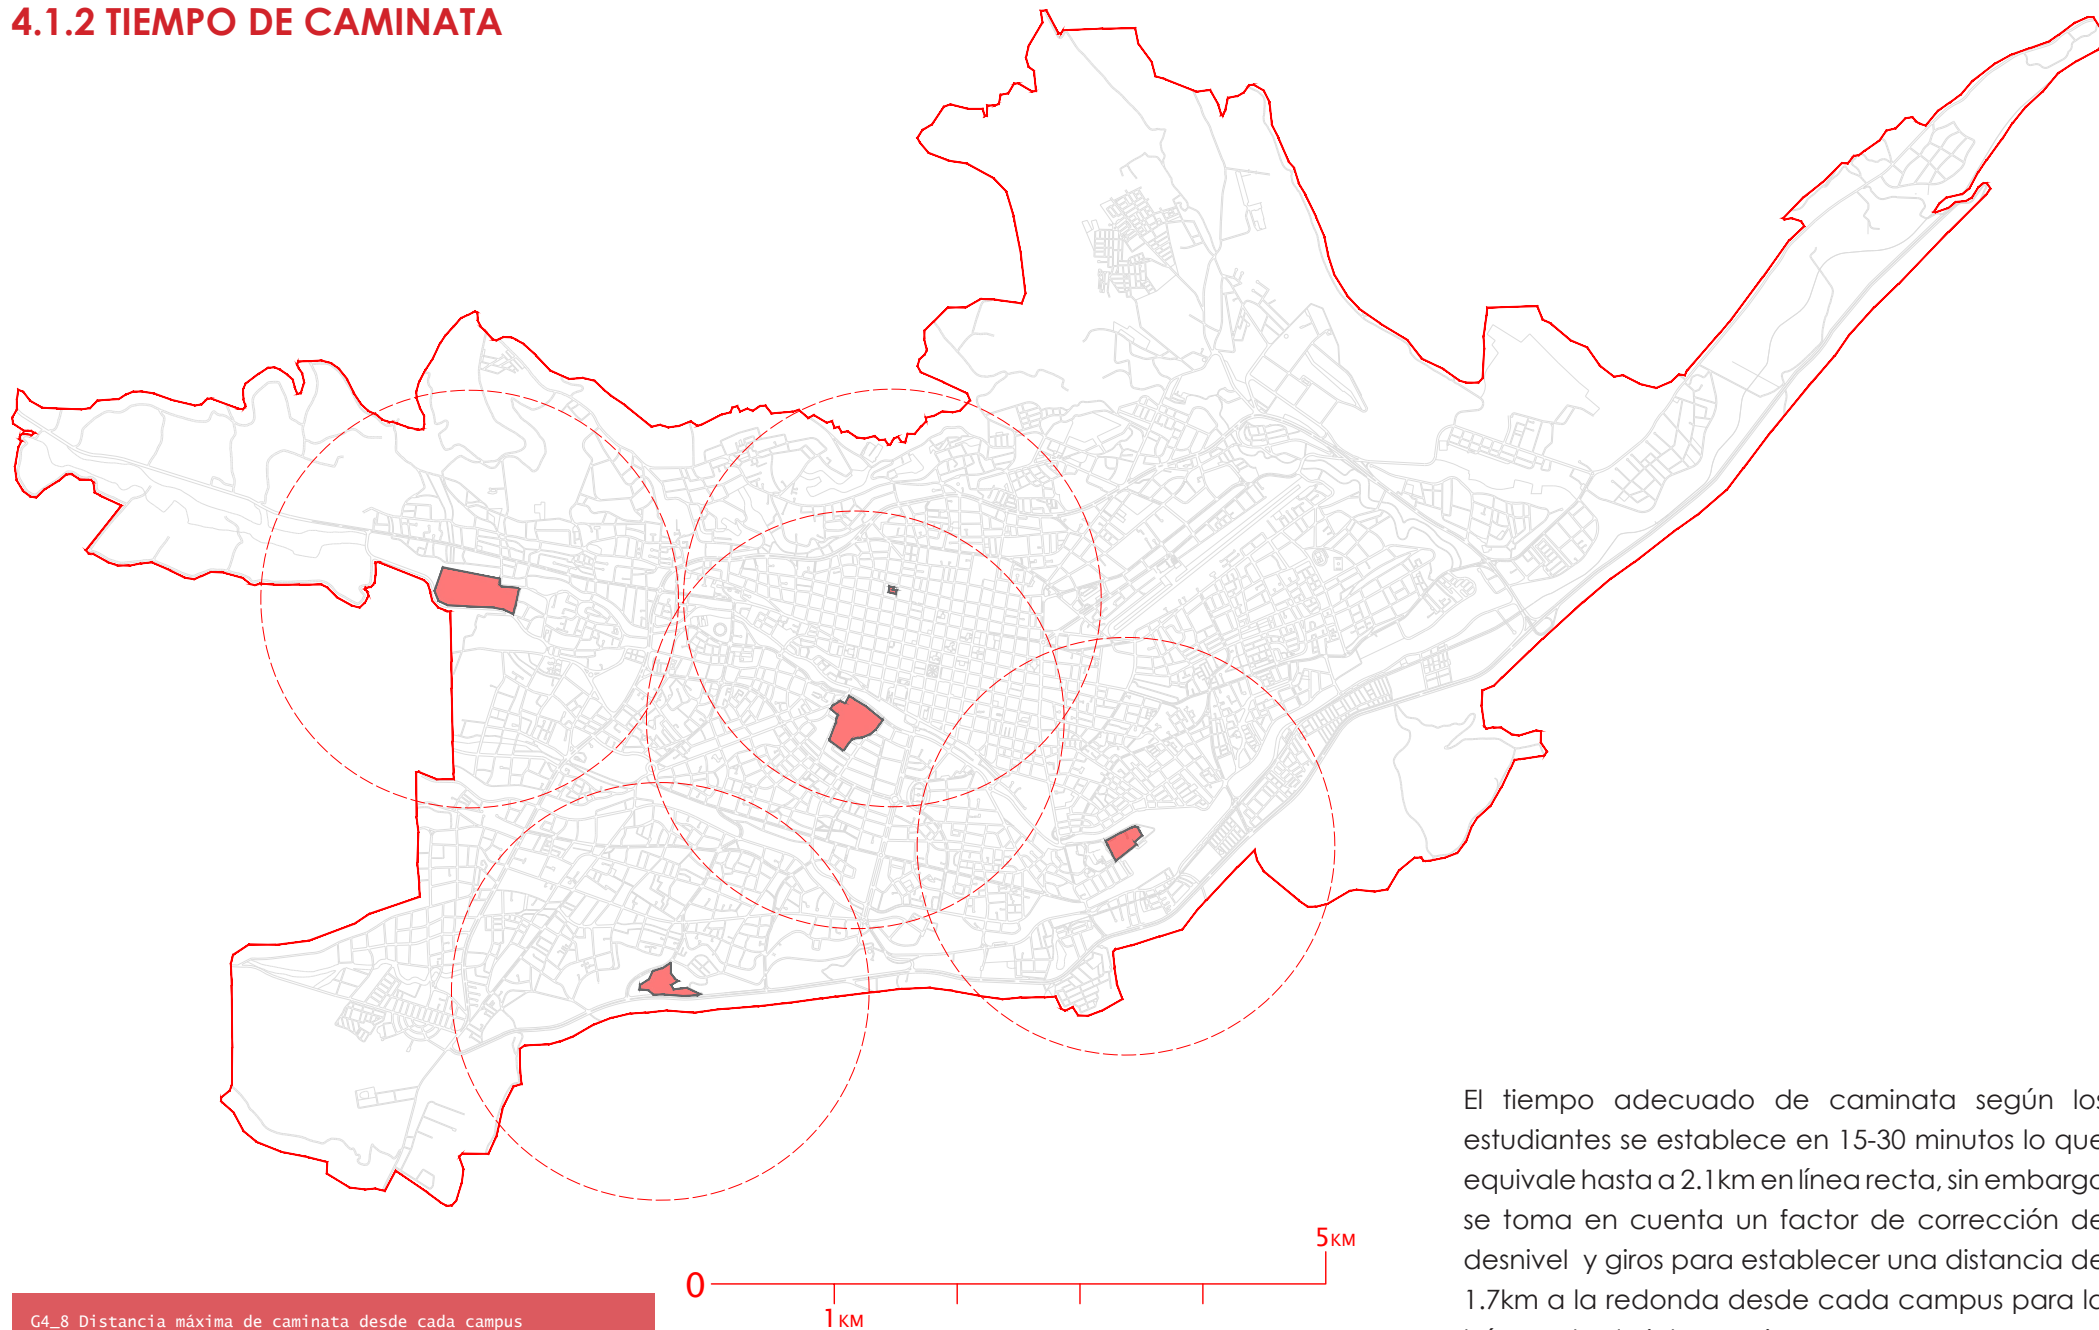 4.1.2 TIEMPO DE CAMINATA
5KM
0
1KM
G4_8 Distancia máxima de caminata desde cada campus
El tiempo adecuado de caminata según los
estudiantes se establece en 15-30 minutos lo que
equivale hasta a 2.1km en línea recta, sin embargo
se toma en cuenta un factor de corrección de
desnivel y giros para establecer una distancia de
1.7km a la redonda desde cada campus para la